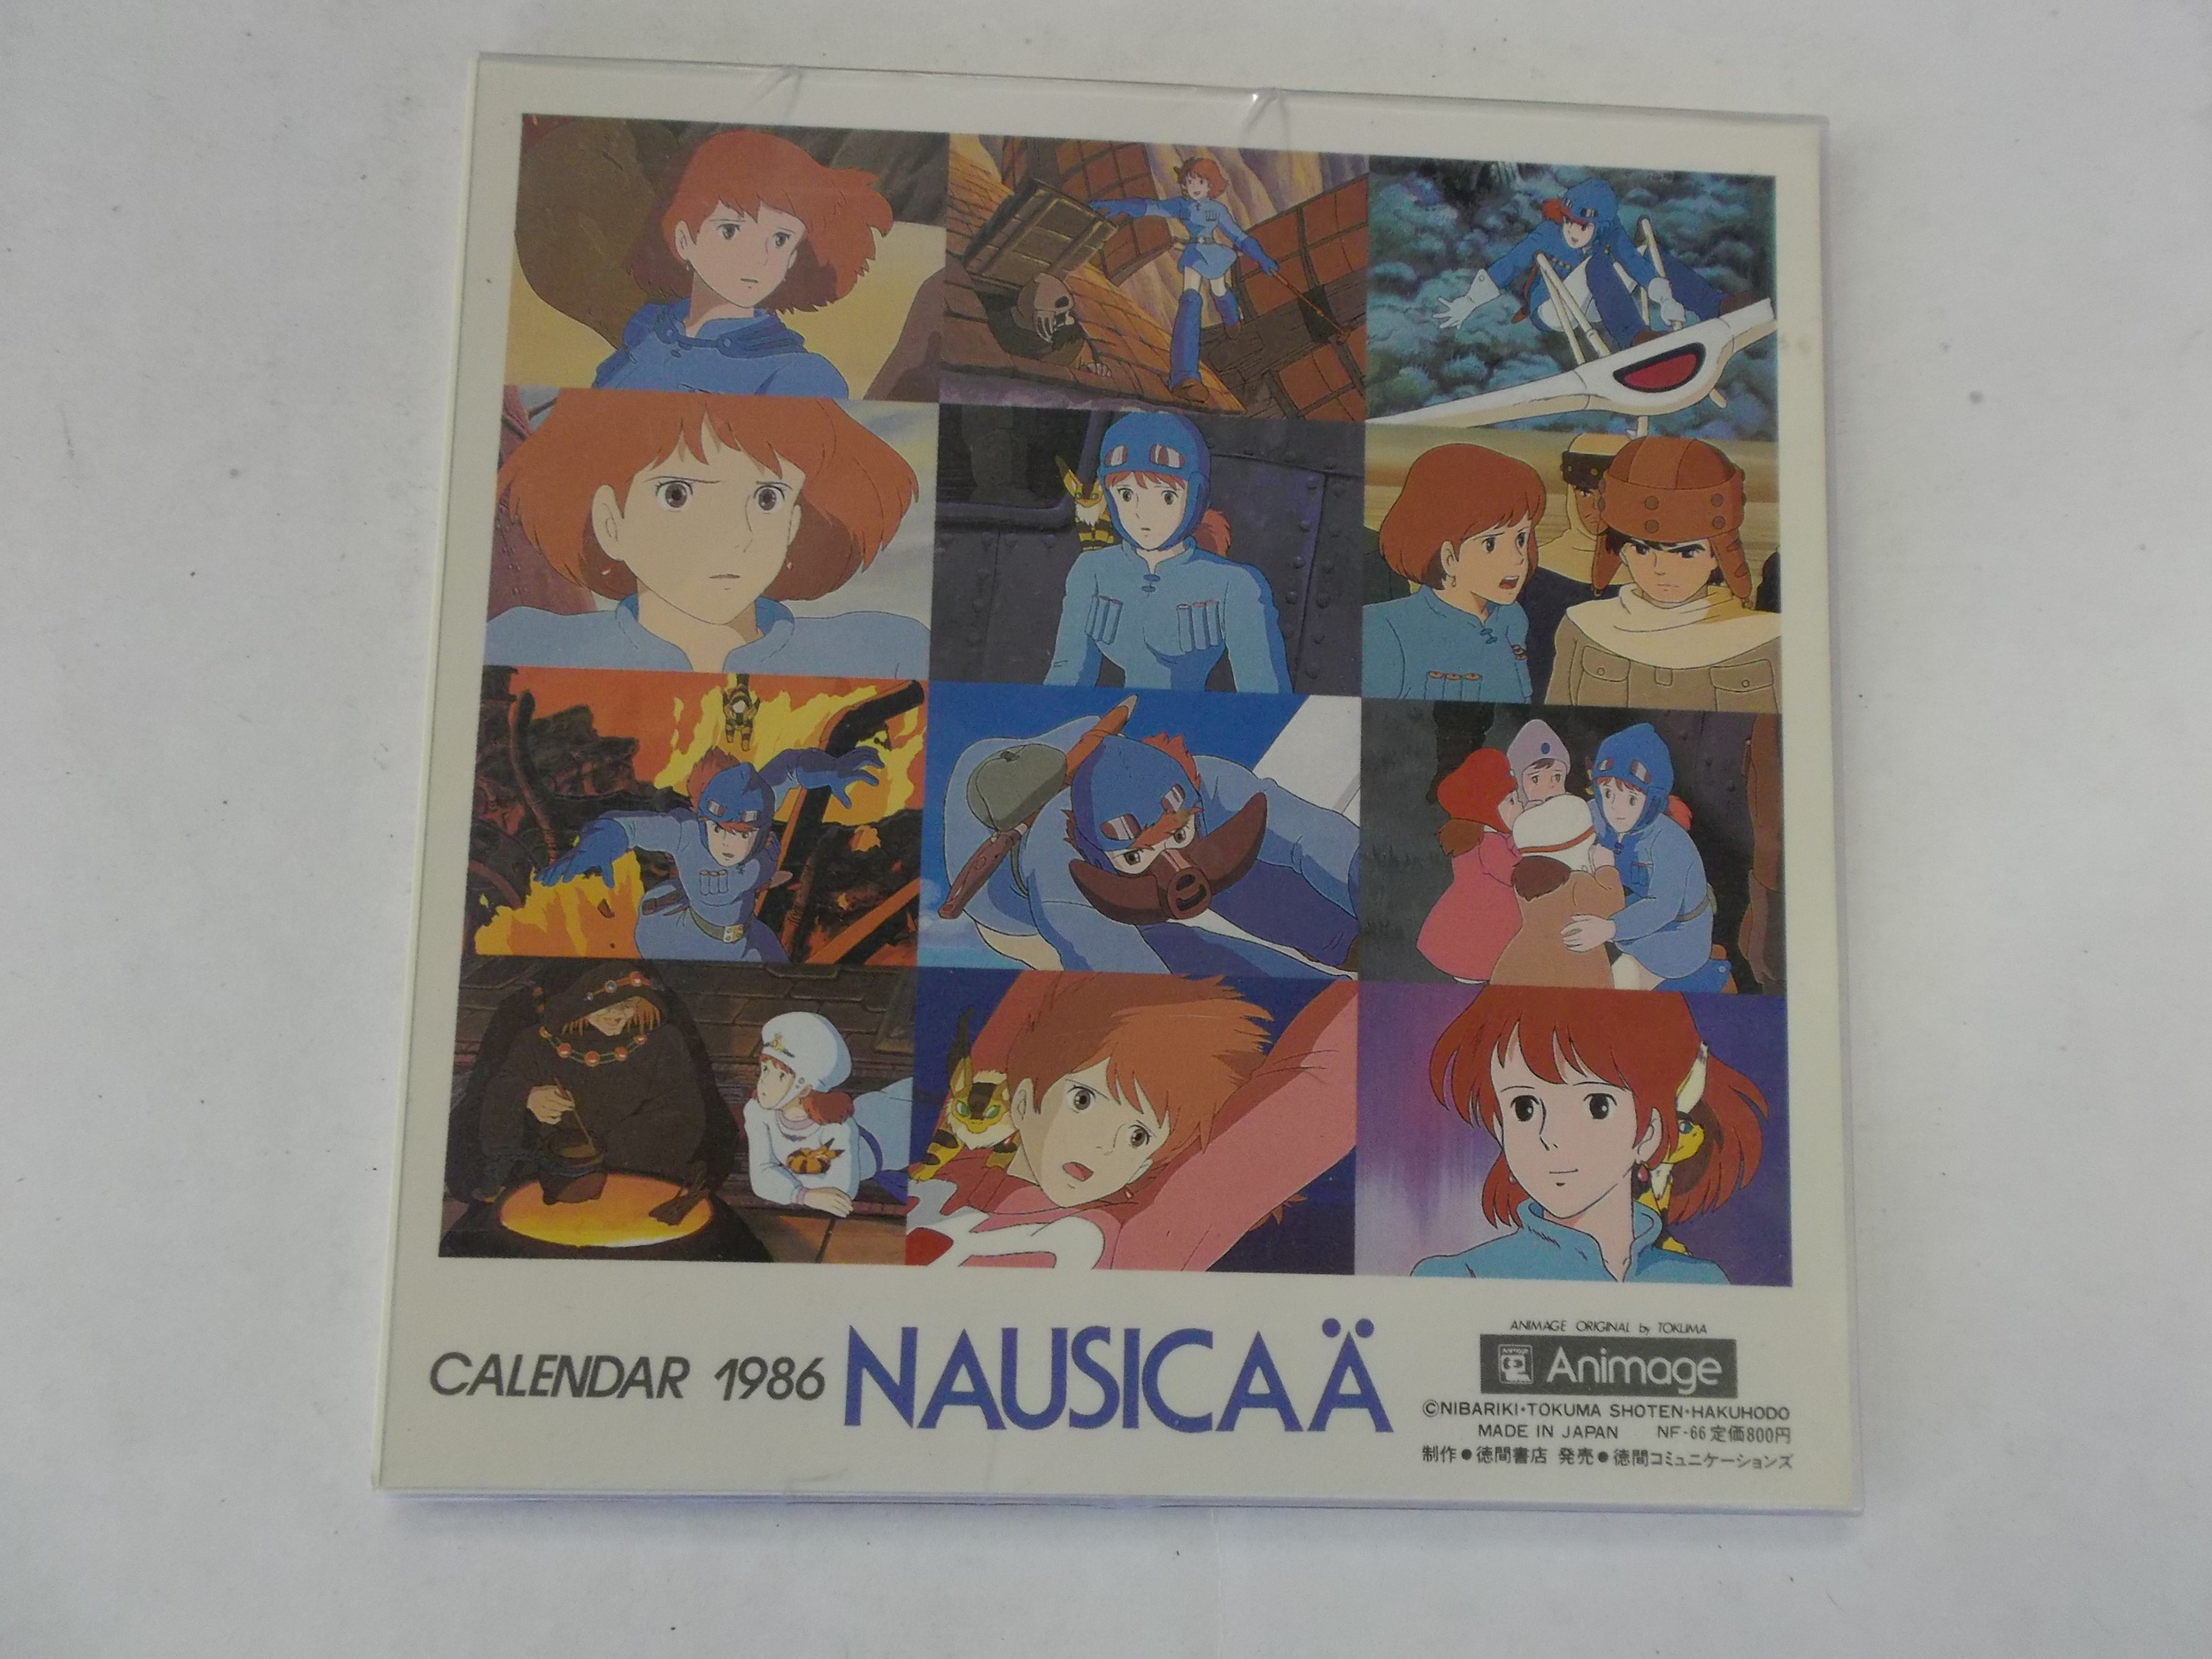 CALENDAR 1986 NAUSICAÄ
ANIMAGE ORIGINAL by TOKUMA
Animage
©NIBARIKI・TOKUMA SHOTEN・HAKUHODO
MADE IN JAPAN NF-66 定価800円
制作●徳間書店 発売●徳間コミュニケーションズ